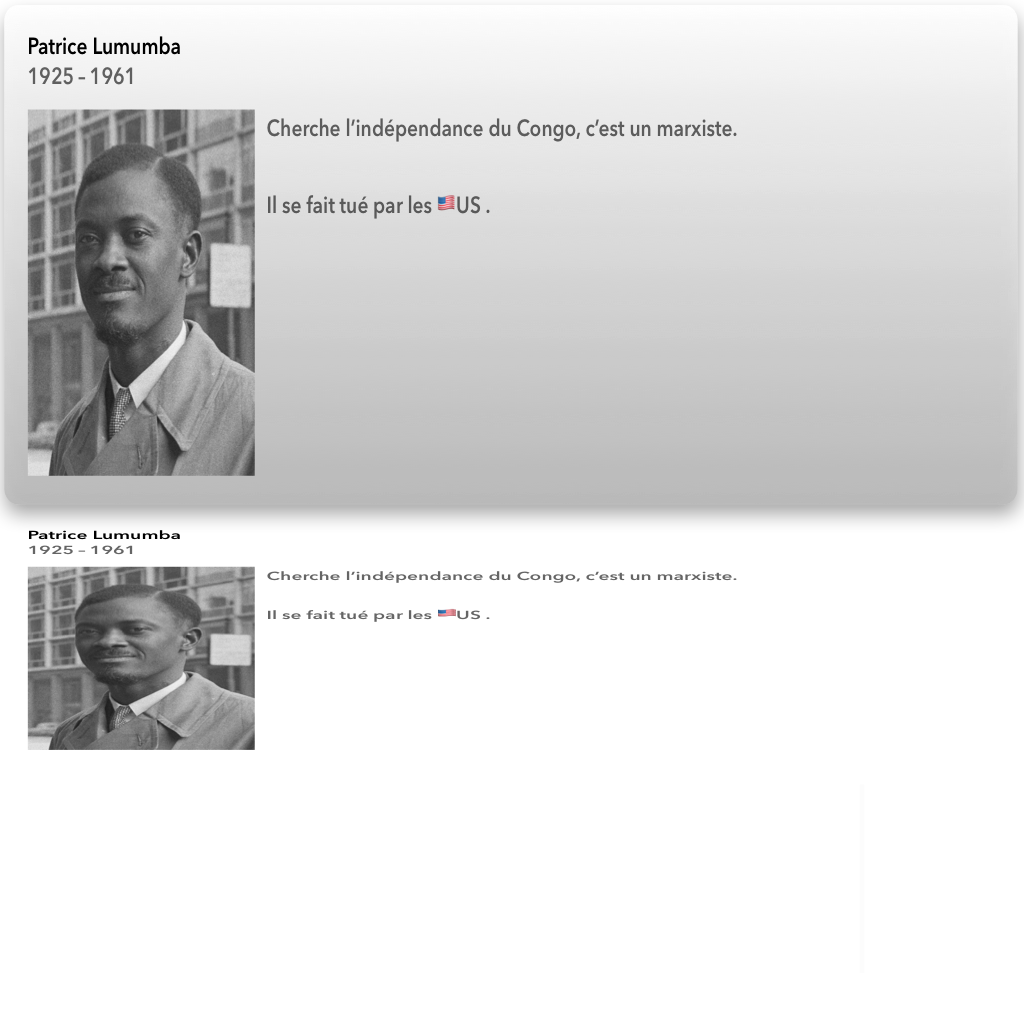 Patrice Lumumba
1925 - 1961
Cherche l’indépendance du Congo, c’est un marxiste.
Il se fait tué par les 🇺🇸US .
Patrice Lumumba
1925 - 1961
Cherche l’indépendance du Congo, c’est un marxiste.
Il se fait tué par les 🇺🇸US .